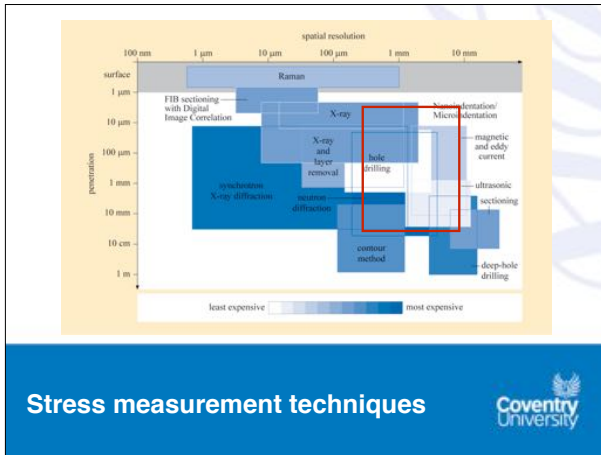 spatial resolution
100 nm 1 μm 10 μm 100 μm 1 mm 10 mm
surface
Raman
1 μm
FIB sectioning
with Digital
Image Correlation
X-ray
Nanoindentation/
Microindentation
10 μm
magnetic
and eddy
current
100 μm
X-ray
and
layer
removal
hole
drilling
penetration
1 mm
synchrotron
X-ray diffraction
neutron
diffraction
ultrasonic
sectioning
10 mm
10 cm
contour
method
1 m
deep-hole
drilling
least expensive
most expensive
Stress measurement techniques
Coventry
University